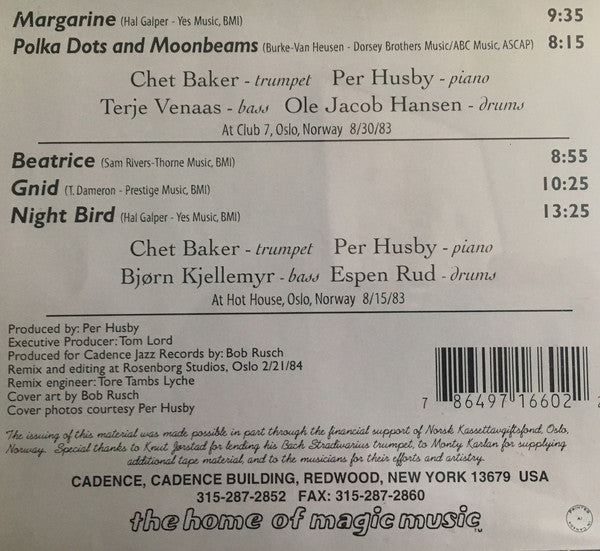 Margarine (Hal Galper - Yes Music, BMI) 9:35
Polka Dots and Moonbeams (Burke-Van Heusen - Dorsey Brothers Music/ABC Music, ASCAP) 8:15
Chet Baker - trumpet Per Husby - piano
Terje Venaas - bass Ole Jacob Hansen - drums
At Club 7, Oslo, Norway 8/30/83
Beatrice (Sam Rivers-Thorne Music, BMI) 8:55
Gnid (T. Dameron - Prestige Music, BMI) 10:25
Night Bird (Hal Galper - Yes Music, BMI) 13:25
Chet Baker - trumpet Per Husby - piano
Bjørn Kjellemyr - bass Espen Rud - drums
At Hot House, Oslo, Norway 8/15/83
Produced by: Per Husby
Executive Producer: Tom Lord
Produced for Cadence Jazz Records by: Bob Rusch
Remix and editing at Rosenborg Studios, Oslo 2/21/84
Remix engineer: Tore Tambs Lyche
Cover art by Bob Rusch
Cover photos courtesy Per Husby
7 86497 16602 2
The issuing of this material was made possible in part through the financial support of Norsk Kassettavgiftsfond, Oslo,
Norway. Special thanks to Knut Jørstad for lending his Bach Stradivarius trumpet, to Monty Karlan for supplying
additional tape material, and to the musicians for their efforts and artistry.
CADENCE, CADENCE BUILDING, REDWOOD, NEW YORK 13679 USA
315-287-2852 FAX: 315-287-2860
the home of magic music TM
PRINTED IN CANADA